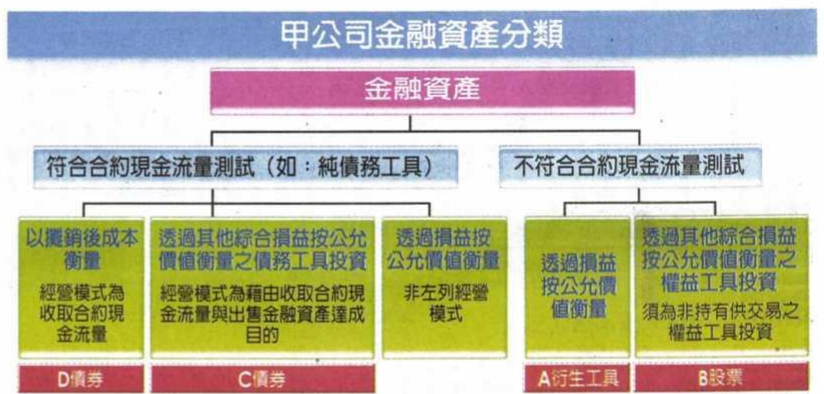 甲公司金融資產分類
金融資產
符合合約現金流量測試（如：純債務工具）
不符合合約現金流量測試
以攤銷後成本
衡量
經營模式為
收取合約現
金流量
透過其他綜合損益按公允
價值衡量之債務工具投資
經營模式為藉由收取合約現
金流量與出售金融資產達成
目的
透過損益按
公允價值衡量
非左列經營
模式
透過損益
按公允價
值衡量
透過其他綜合損益
按公允價值衡量之
權益工具投資
須為非持有供交易之
權益工具投資
D債券
C債券
A衍生工具
B股票